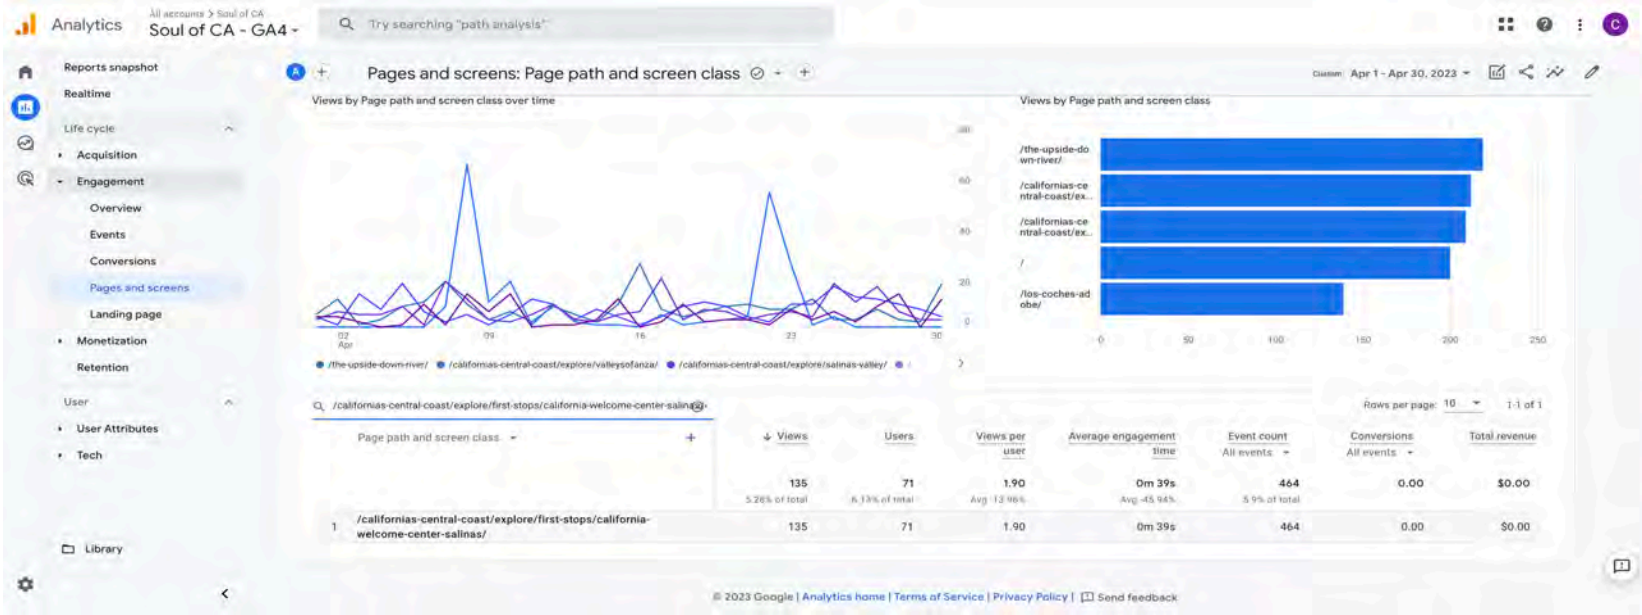 Analytics
All accounts > Soul of CA
Soul of CA - GA4
Try searching "path analysis"
C
Reports snapshot
Realtime
Life cycle
Acquisition
Engagement
Overview
Events
Conversions
Pages and screens
Landing page
Monetization
Retention
User
User Attributes
Tech
Library
A
Pages and screens: Page path and screen class
Custom Apr 1 - Apr 30, 2023
Views by Page path and screen class over time
80
60
40
20
0
02
Apr
09
16
23
30
/the-upside-down-river/
/californias-central-coast/explore/valleysofanza/
/californias-central-coast/explore/salinas-valley/
Views by Page path and screen class
/the-upside-do
wn-river/
/californias-ce
ntral-coast/ex...
/californias-ce
ntral-coast/ex...
/
/los-coches-ad
obe/
0
50
100
150
200
250
/californias-central-coast/explore/first-stops/california-welcome-center-salinas
Rows per page: 10
1-1 of 1
Page path and screen class
Views
Users
Views per
user
Average engagement
time
Event count
All events
Conversions
All events
Total revenue
135
71
1.90
0m 39s
464
0.00
$0.00
5.26% of total
6.13% of total
Avg -13.96%
Avg -45.94%
5.9% of total
1
/californias-central-coast/explore/first-stops/california-
welcome-center-salinas/
135
71
1.90
0m 39s
464
0.00
$0.00
© 2023 Google | Analytics home | Terms of Service | Privacy Policy | Send feedback